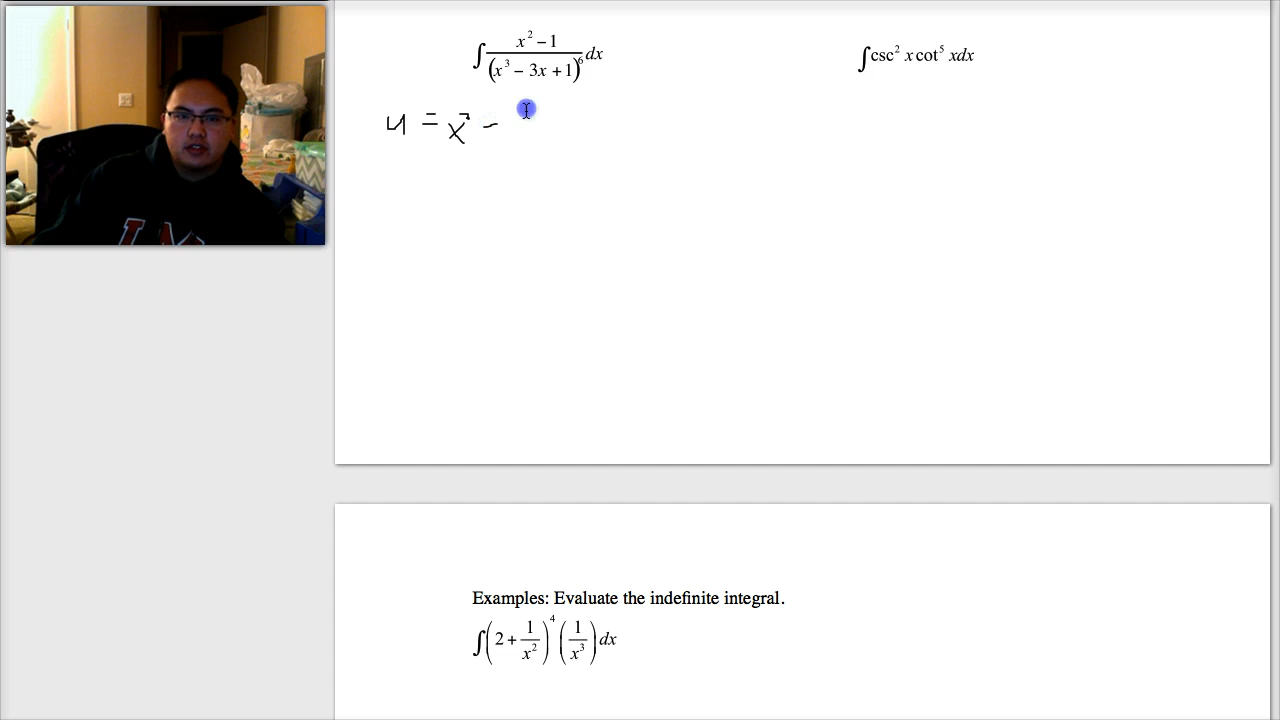 ∫ x² − 1 / (x³ − 3x + 1)⁶ dx
∫csc² x cot⁵ xdx
u = x³ −
Examples: Evaluate the indefinite integral.
∫(2 + 1/x²)⁴ (1/x³) dx